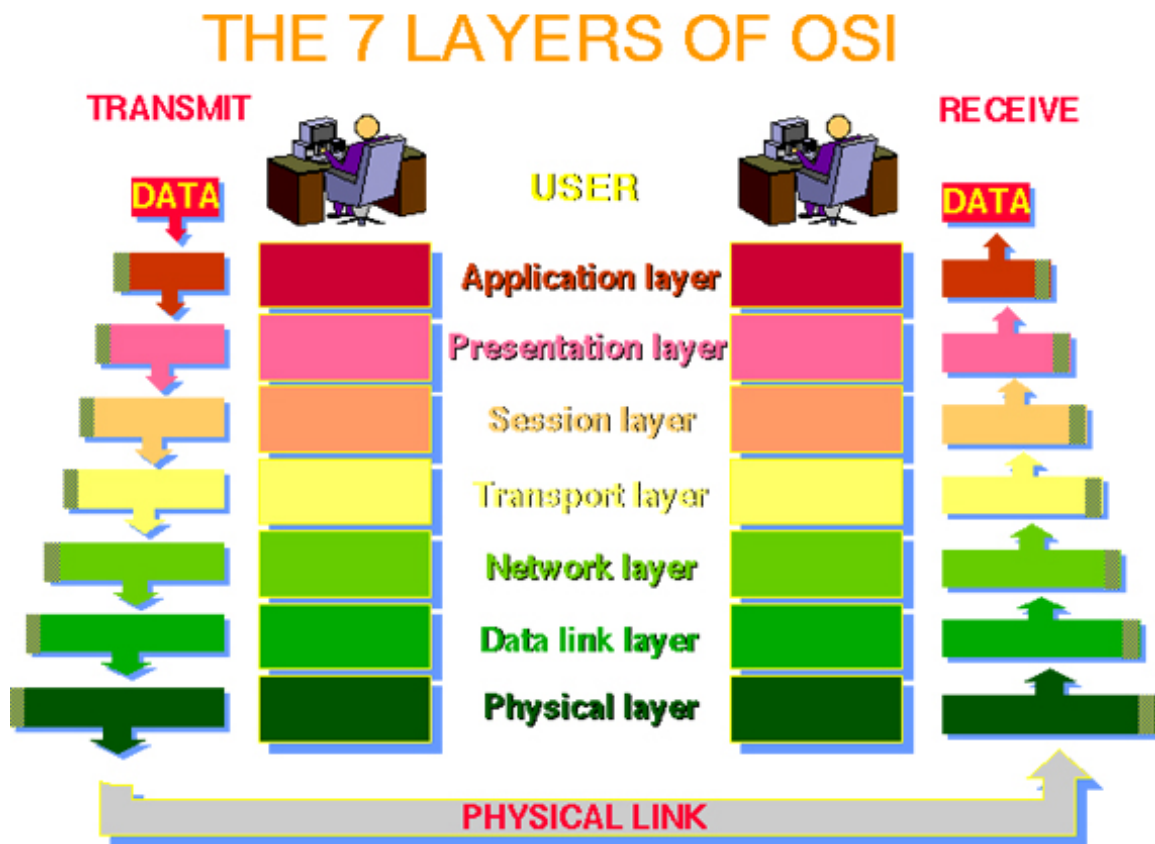 THE 7 LAYERS OF OSI
TRANSMIT
RECEIVE
USER
DATA
DATA
Application layer
Presentation layer
Session layer
Transport layer
Network layer
Data link layer
Physical layer
PHYSICAL LINK